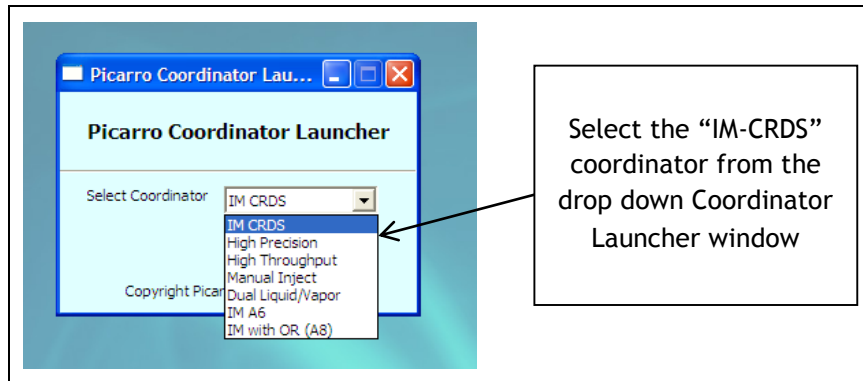 Picarro Coordinator Lau...
Picarro Coordinator Launcher
Select Coordinator
IM CRDS
IM CRDS
High Precision
High Throughput
Manual Inject
Dual Liquid/Vapor
IM A6
IM with OR (A8)
Copyright Picar
Select the “IM-CRDS”
coordinator from the
drop down Coordinator
Launcher window